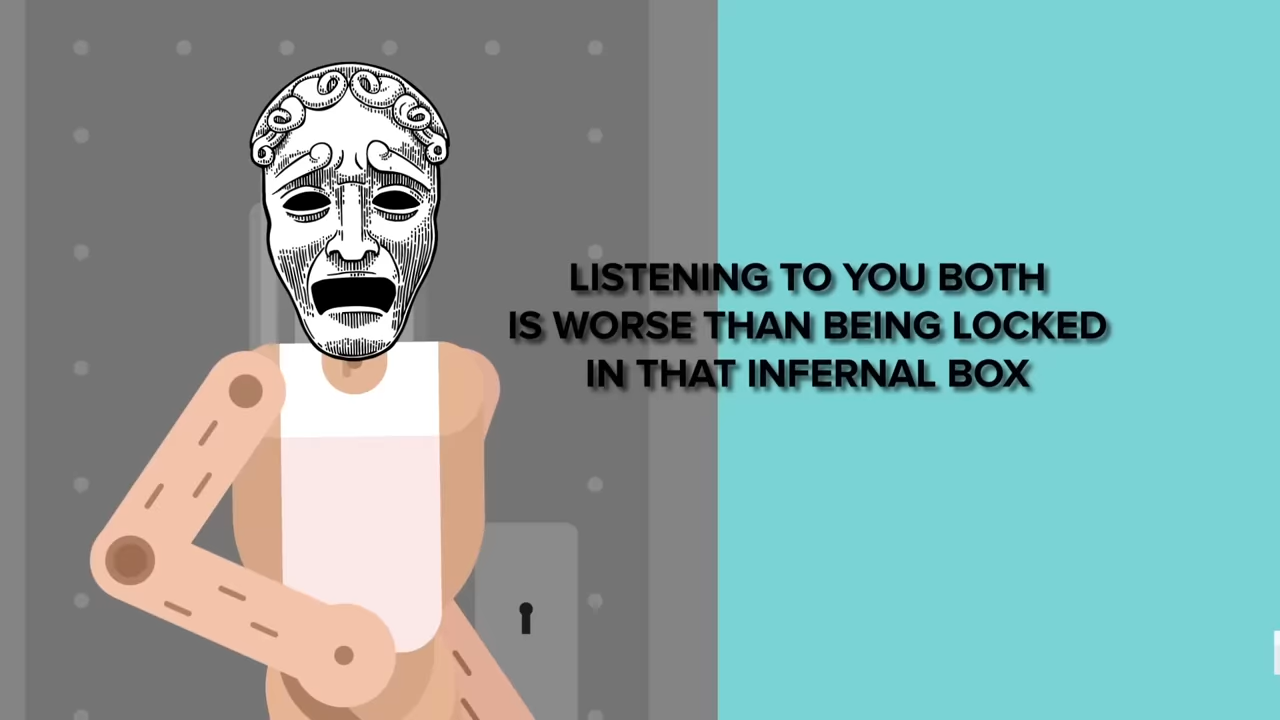 LISTENING TO YOU BOTH
IS WORSE THAN BEING LOCKED
IN THAT INFERNAL BOX